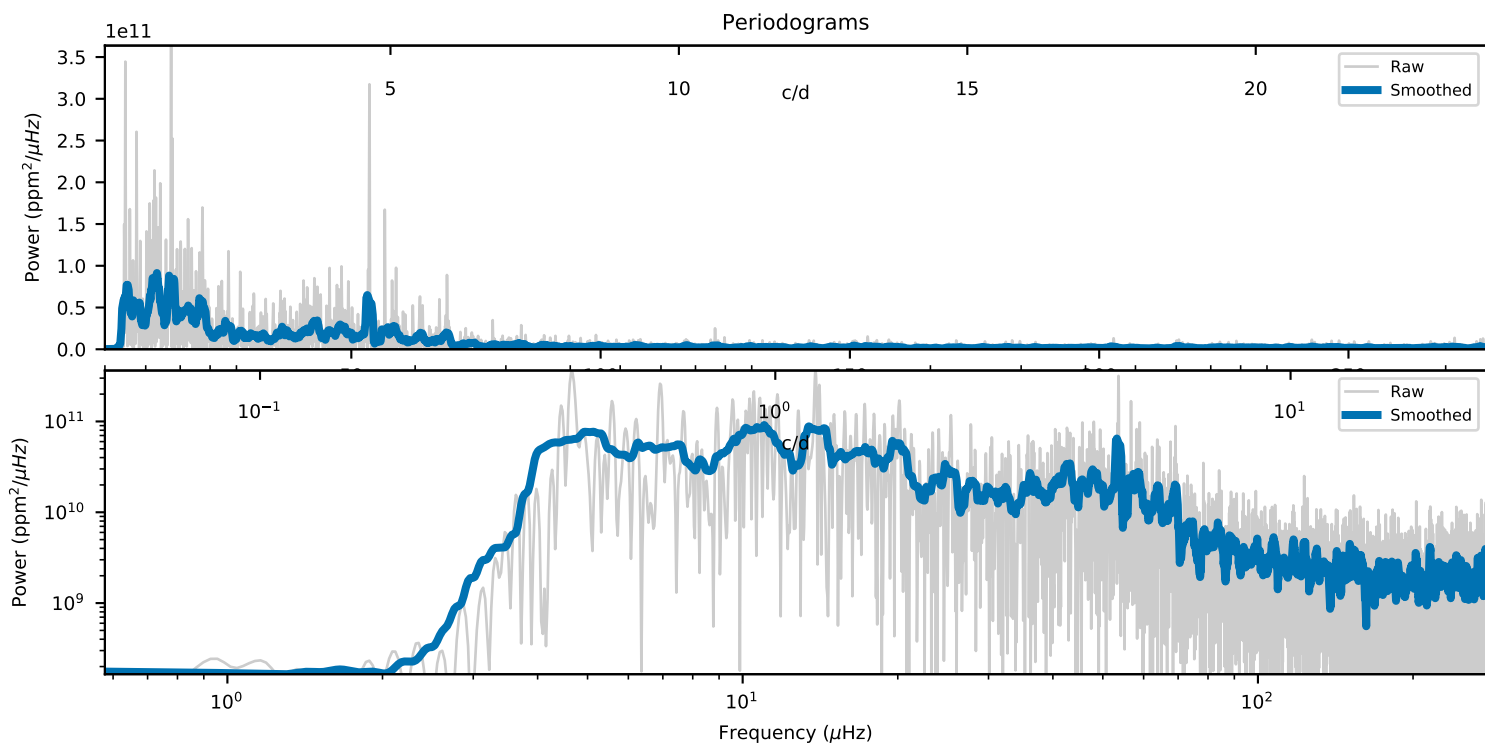 Periodograms
1e11
5 10 15 20
c/d
Raw
Smoothed
3.5
3.0
2.5
2.0
1.5
1.0
0.5
0.0
Power (ppm²/μHz)
10⁻¹ 10⁰ 10¹
c/d
Raw
Smoothed
10¹¹
10¹⁰
10⁹
Power (ppm²/μHz)
10⁰ 10¹ 10²
Frequency (μHz)